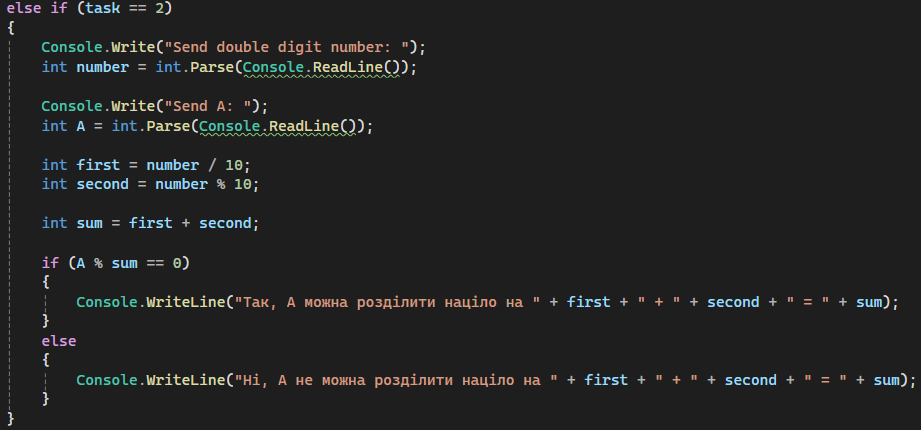 else if (task == 2)
{
    Console.Write("Send double digit number: ");
    int number = int.Parse(Console.ReadLine());

    Console.Write("Send A: ");
    int A = int.Parse(Console.ReadLine());

    int first = number / 10;
    int second = number % 10;

    int sum = first + second;

    if (A % sum == 0)
    {
        Console.WriteLine("Так, А можна розділити націло на " + first + " + " + second + " = " + sum);
    }
    else
    {
        Console.WriteLine("Ні, А не можна розділити націло на " + first + " + " + second + " = " + sum);
    }
}